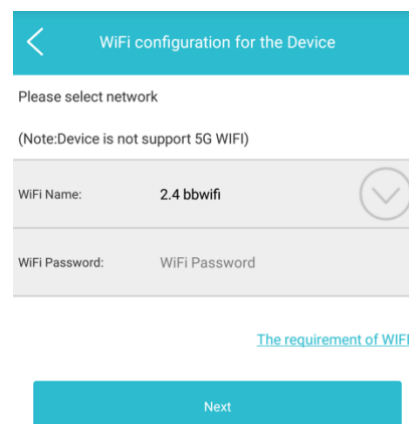 WiFi configuration for the Device
Please select network
(Note:Device is not support 5G WIFI)
WiFi Name: 2.4 bbwifi
WiFi Password: WiFi Password
The requirement of WIFI
Next